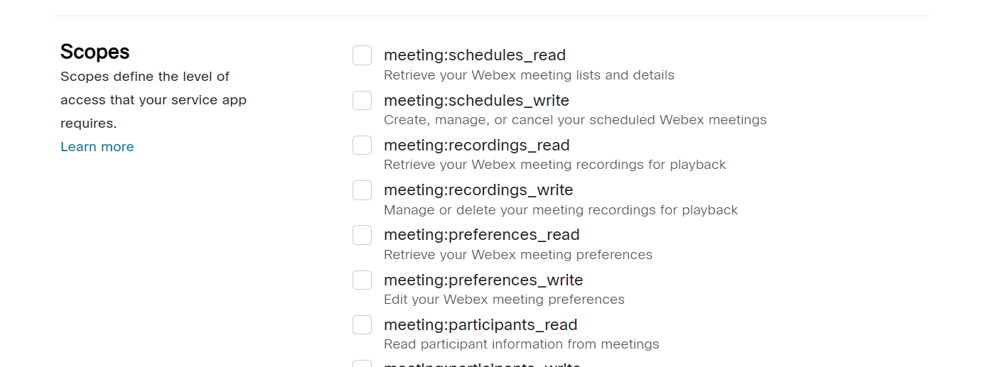 Scopes
Scopes define the level of
access that your service app
requires.
Learn more
meeting:schedules_read
Retrieve your Webex meeting lists and details
meeting:schedules_write
Create, manage, or cancel your scheduled Webex meetings
meeting:recordings_read
Retrieve your Webex meeting recordings for playback
meeting:recordings_write
Manage or delete your meeting recordings for playback
meeting:preferences_read
Retrieve your Webex meeting preferences
meeting:preferences_write
Edit your Webex meeting preferences
meeting:participants_read
Read participant information from meetings
meeting:participants_write